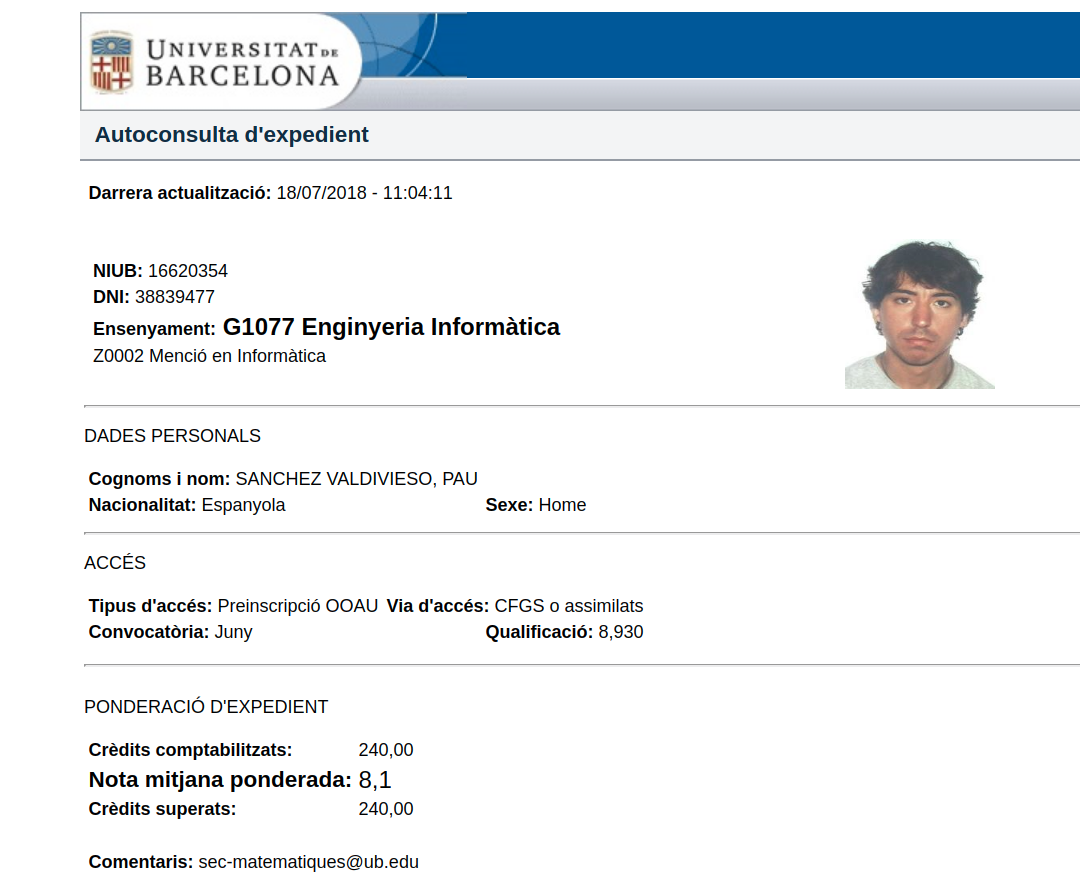 UNIVERSITAT DE
BARCELONA
Autoconsulta d'expedient
Darrera actualització: 18/07/2018 - 11:04:11
NIUB: 16620354
DNI: 38839477
Ensenyament: G1077 Enginyeria Informàtica
Z0002 Menció en Informàtica
DADES PERSONALS
Cognoms i nom: SANCHEZ VALDIVIESO, PAU
Nacionalitat: Espanyola Sexe: Home
ACCÉS
Tipus d'accés: Preinscripció OOAU Via d'accés: CFGS o assimilats
Convocatòria: Juny Qualificació: 8,930
PONDERACIÓ D'EXPEDIENT
Crèdits comptabilitzats: 240,00
Nota mitjana ponderada: 8,1
Crèdits superats: 240,00
Comentaris: sec-matematiques@ub.edu